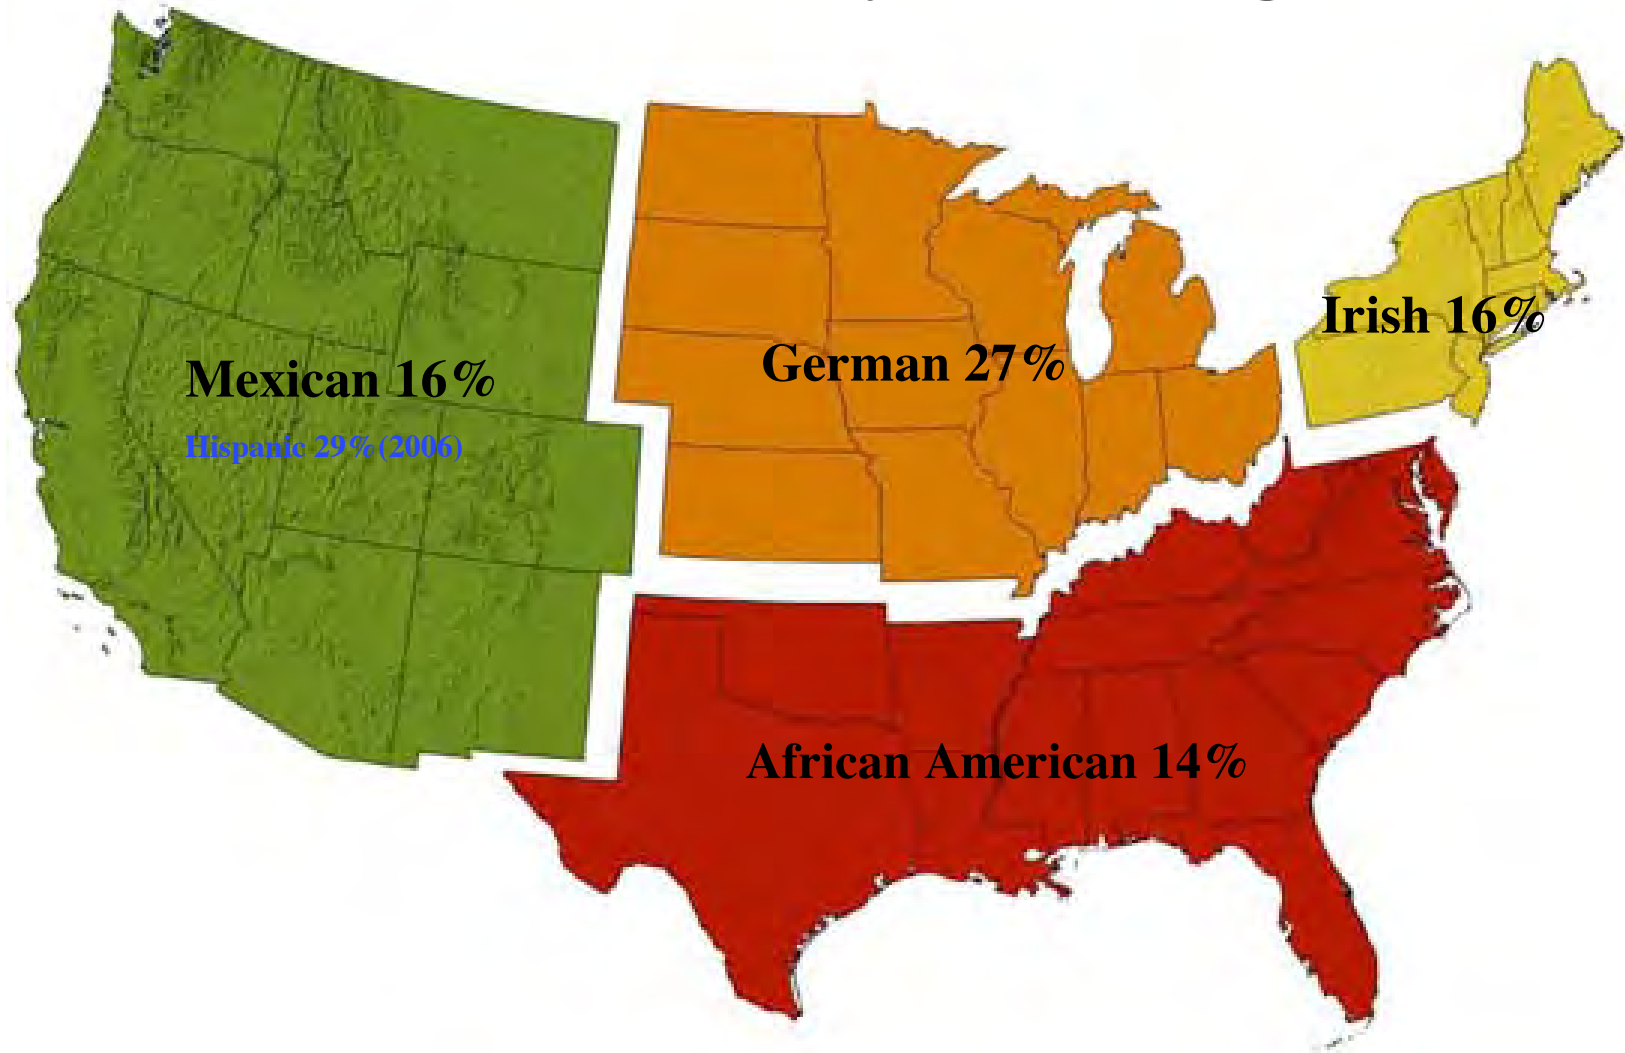 Irish 16%
German 27%
Mexican 16%
Hispanic 29%(2006)
African American 14%